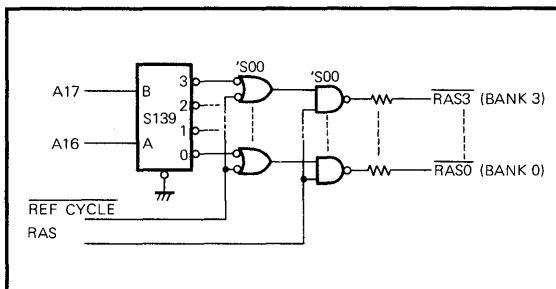 'S00
'S00
A17
B
3
2
S139
1
A16
A
0
RAS3 (BANK 3)
RAS0 (BANK 0)
REF CYCLE
RAS